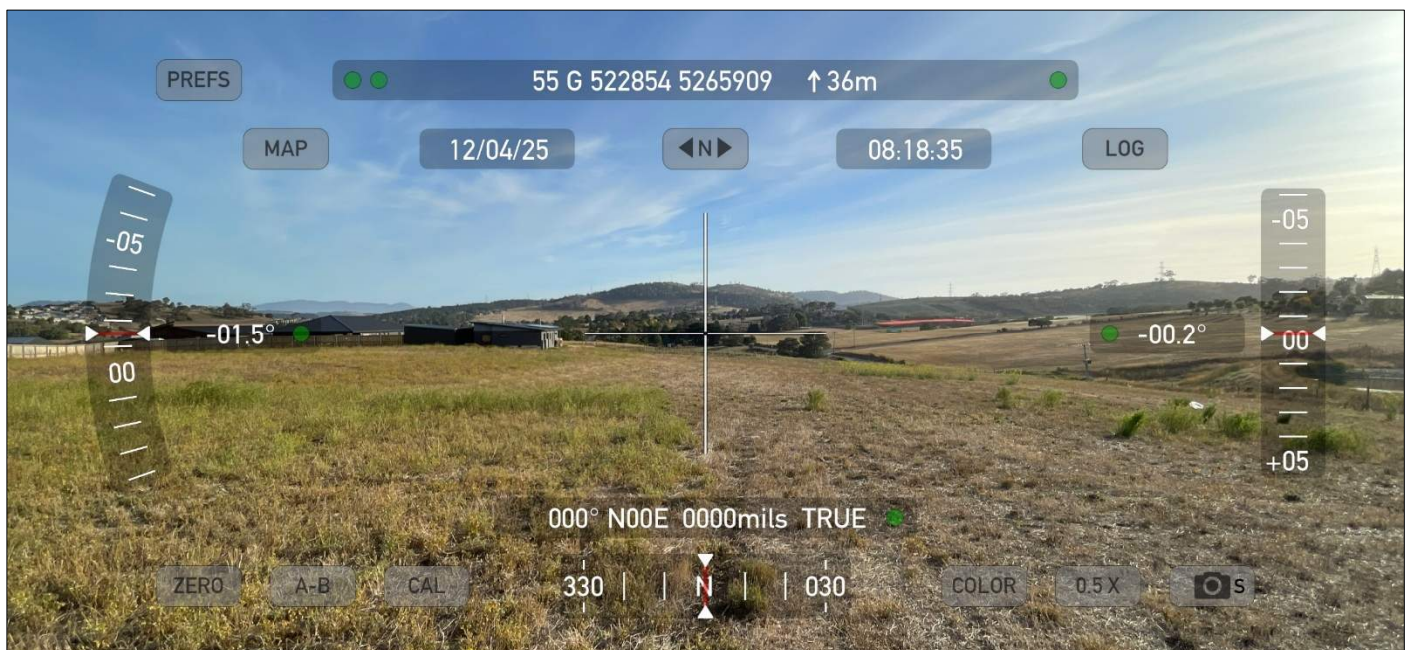 PREFS
55 G 522854 5265909 ↑ 36m
MAP
12/04/25
N
08:18:35
LOG
-05
-05
-01.5°
-00.2°
00
00
+05
000° N00E 0000mils TRUE
330 N 030
ZERO
A-B
CAL
COLOR
0.5 X
S